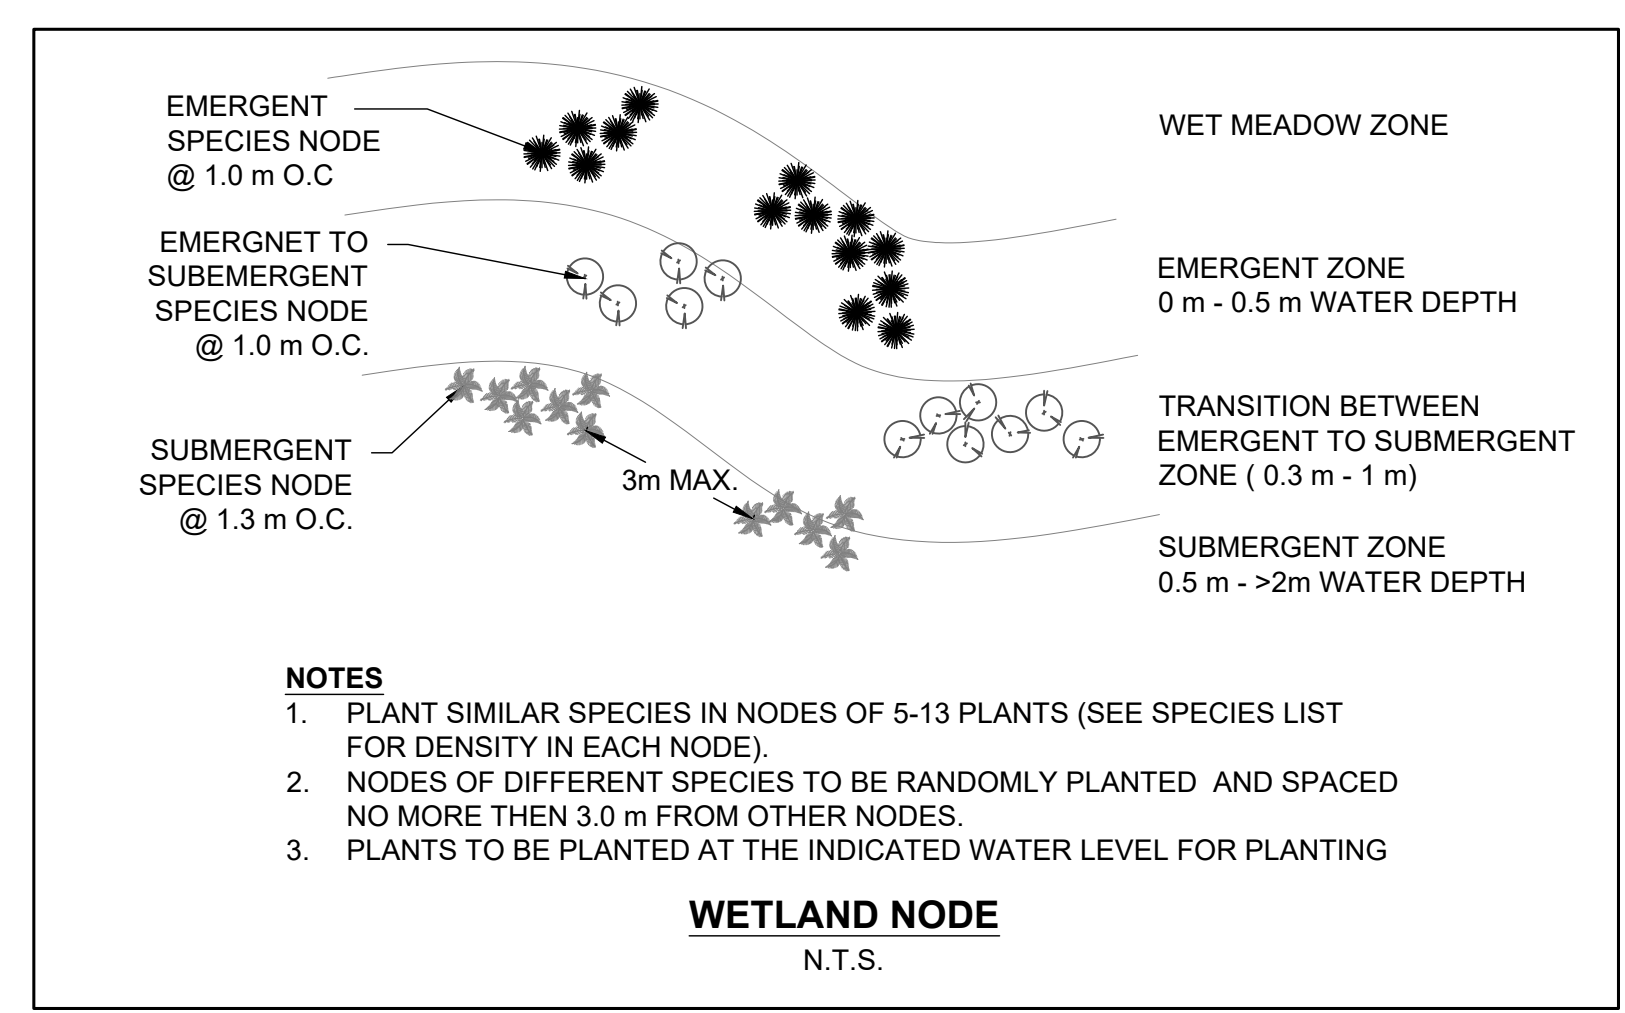 EMERGENT
SPECIES NODE
@ 1.0 m O.C
WET MEADOW ZONE
EMERGNET TO
SUBEMERGENT
SPECIES NODE
@ 1.0 m O.C.
EMERGENT ZONE
0 m - 0.5 m WATER DEPTH
SUBMERGENT
SPECIES NODE
@ 1.3 m O.C.
3m MAX.
TRANSITION BETWEEN
EMERGENT TO SUBMERGENT
ZONE ( 0.3 m - 1 m)
SUBMERGENT ZONE
0.5 m - >2m WATER DEPTH
NOTES
1. PLANT SIMILAR SPECIES IN NODES OF 5-13 PLANTS (SEE SPECIES LIST
FOR DENSITY IN EACH NODE).
2. NODES OF DIFFERENT SPECIES TO BE RANDOMLY PLANTED  AND SPACED
NO MORE THEN 3.0 m FROM OTHER NODES.
3. PLANTS TO BE PLANTED AT THE INDICATED WATER LEVEL FOR PLANTING
WETLAND NODE
N.T.S.